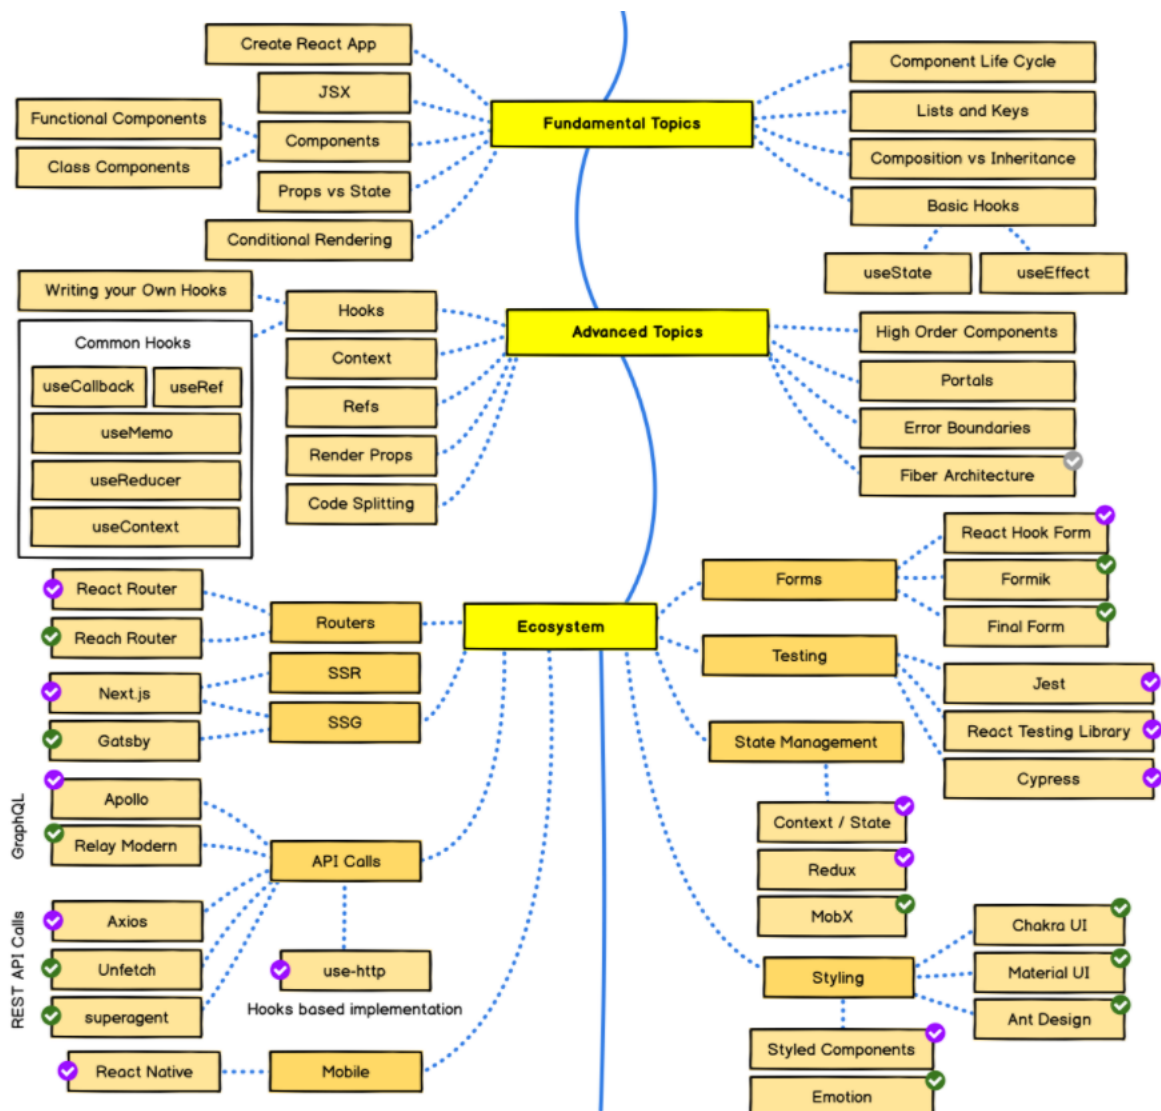 Create React App
JSX
Functional Components
Components
Class Components
Props vs State
Conditional Rendering
Fundamental Topics
Component Life Cycle
Lists and Keys
Composition vs Inheritance
Basic Hooks
useState
useEffect
Writing your Own Hooks
Hooks
Common Hooks
useCallback
useRef
useMemo
useReducer
useContext
Context
Refs
Render Props
Code Splitting
Advanced Topics
High Order Components
Portals
Error Boundaries
Fiber Architecture
React Router
Reach Router
Routers
Next.js
Gatsby
SSR
SSG
Ecosystem
Forms
React Hook Form
Formik
Final Form
Testing
Jest
React Testing Library
Cypress
State Management
Context / State
Redux
MobX
GraphQL
Apollo
Relay Modern
API Calls
REST API Calls
Axios
Unfetch
superagent
use-http
Hooks based implementation
React Native
Mobile
Styling
Chakra UI
Material UI
Ant Design
Styled Components
Emotion